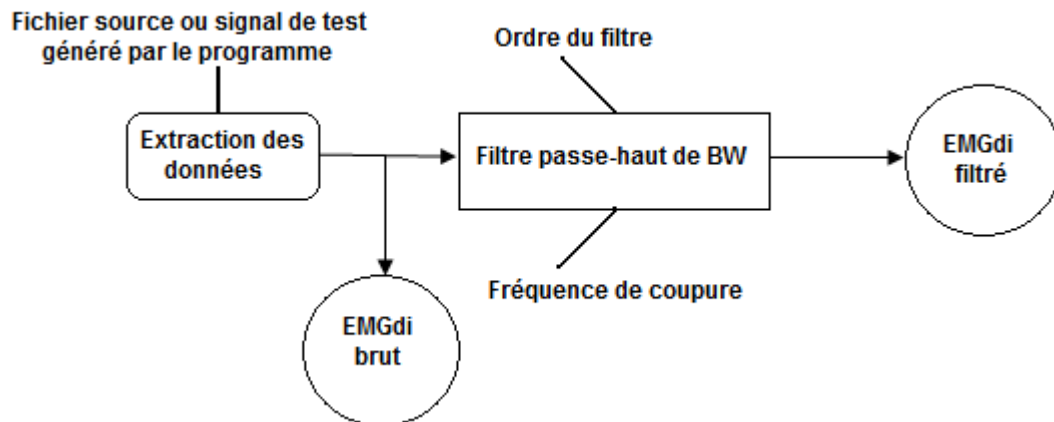 Fichier source ou signal de test
généré par le programme
Ordre du filtre
Extraction des
données
Filtre passe-haut de BW
EMGdi
filtré
Fréquence de coupure
EMGdi
brut